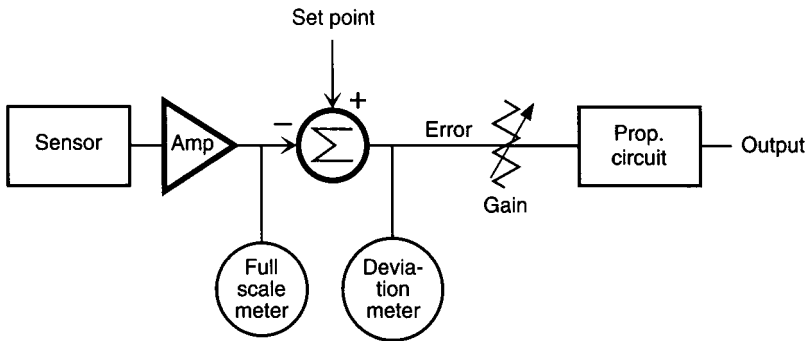 Set point
+
−
Sensor
Amp
Σ
Error
Gain
Prop.
circuit
Output
Full
scale
meter
Devia-
tion
meter